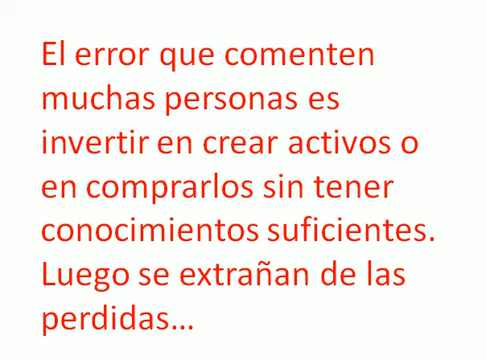 El error que comenten
muchas personas es
invertir en crear activos o
en comprarlos sin tener
conocimientos suficientes.
Luego se extrañan de las
perdidas...